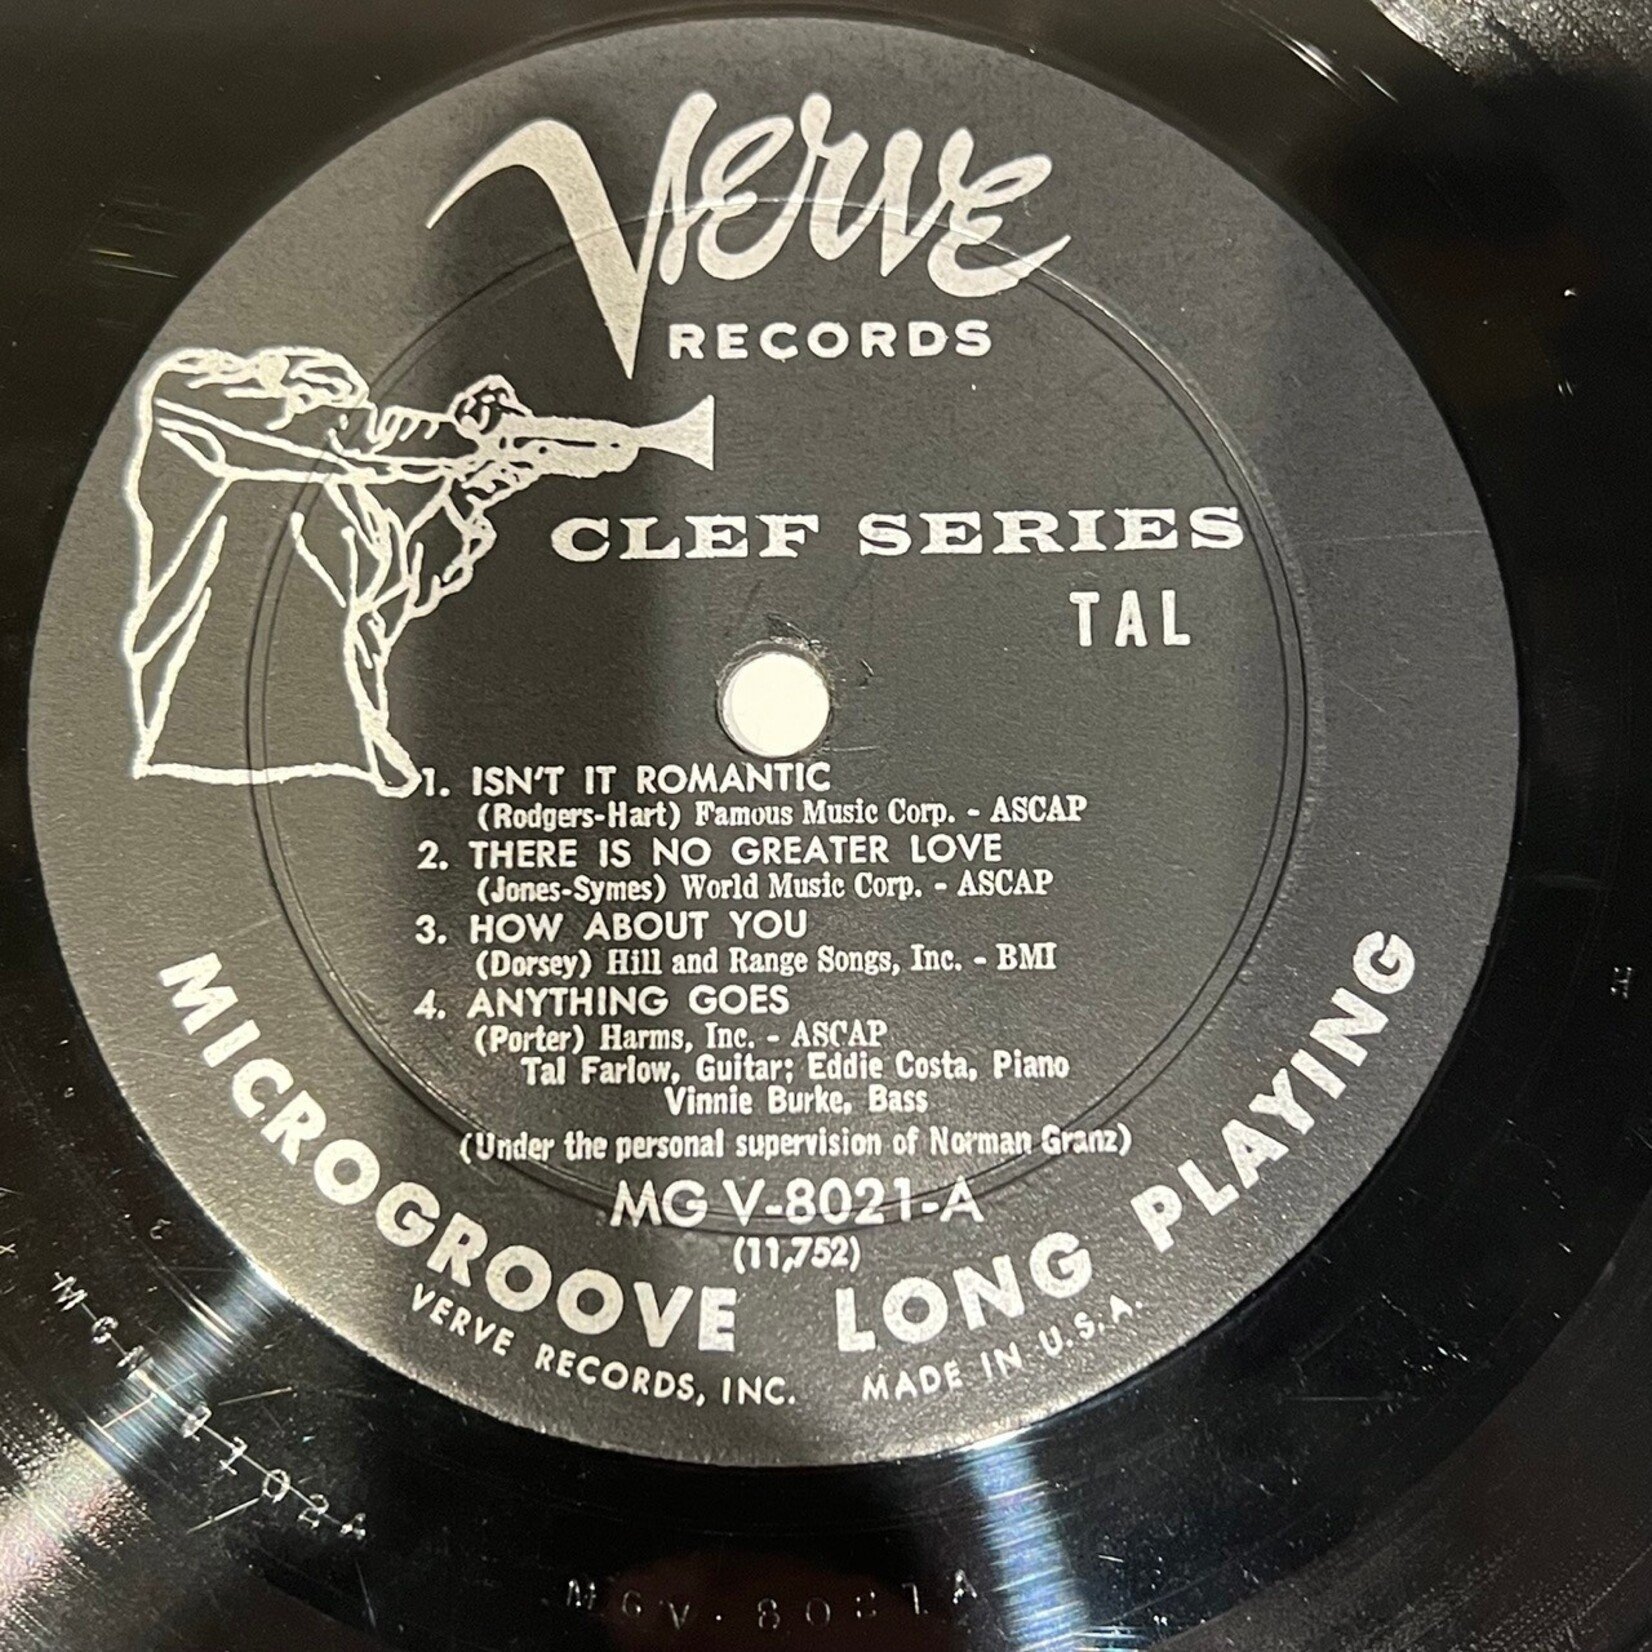 Verve
RECORDS
CLEF SERIES
TAL
1. ISN'T IT ROMANTIC
(Rodgers-Hart) Famous Music Corp. - ASCAP
2. THERE IS NO GREATER LOVE
(Jones-Symes) World Music Corp. - ASCAP
3. HOW ABOUT YOU
(Dorsey) Hill and Range Songs, Inc. - BMI
4. ANYTHING GOES
(Porter) Harms, Inc. - ASCAP
Tal Farlow, Guitar; Eddie Costa, Piano
Vinnie Burke, Bass
(Under the personal supervision of Norman Granz)
MG V-8021-A
(11,752)
MICROGROOVE LONG PLAYING
VERVE RECORDS, INC. MADE IN U.S.A.
MGV-8021A